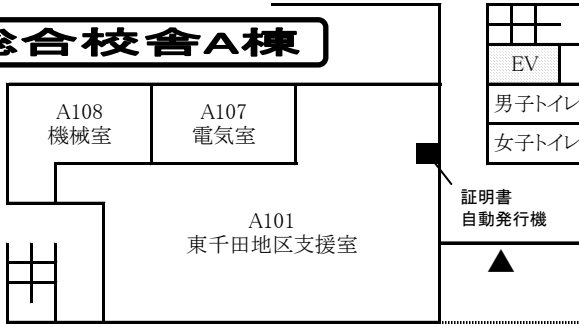 総合校舎A棟
EV
男子トイレ
女子トイレ
A108
機械室
A107
電気室
証明書
自動発行機
A101
東千田地区支援室